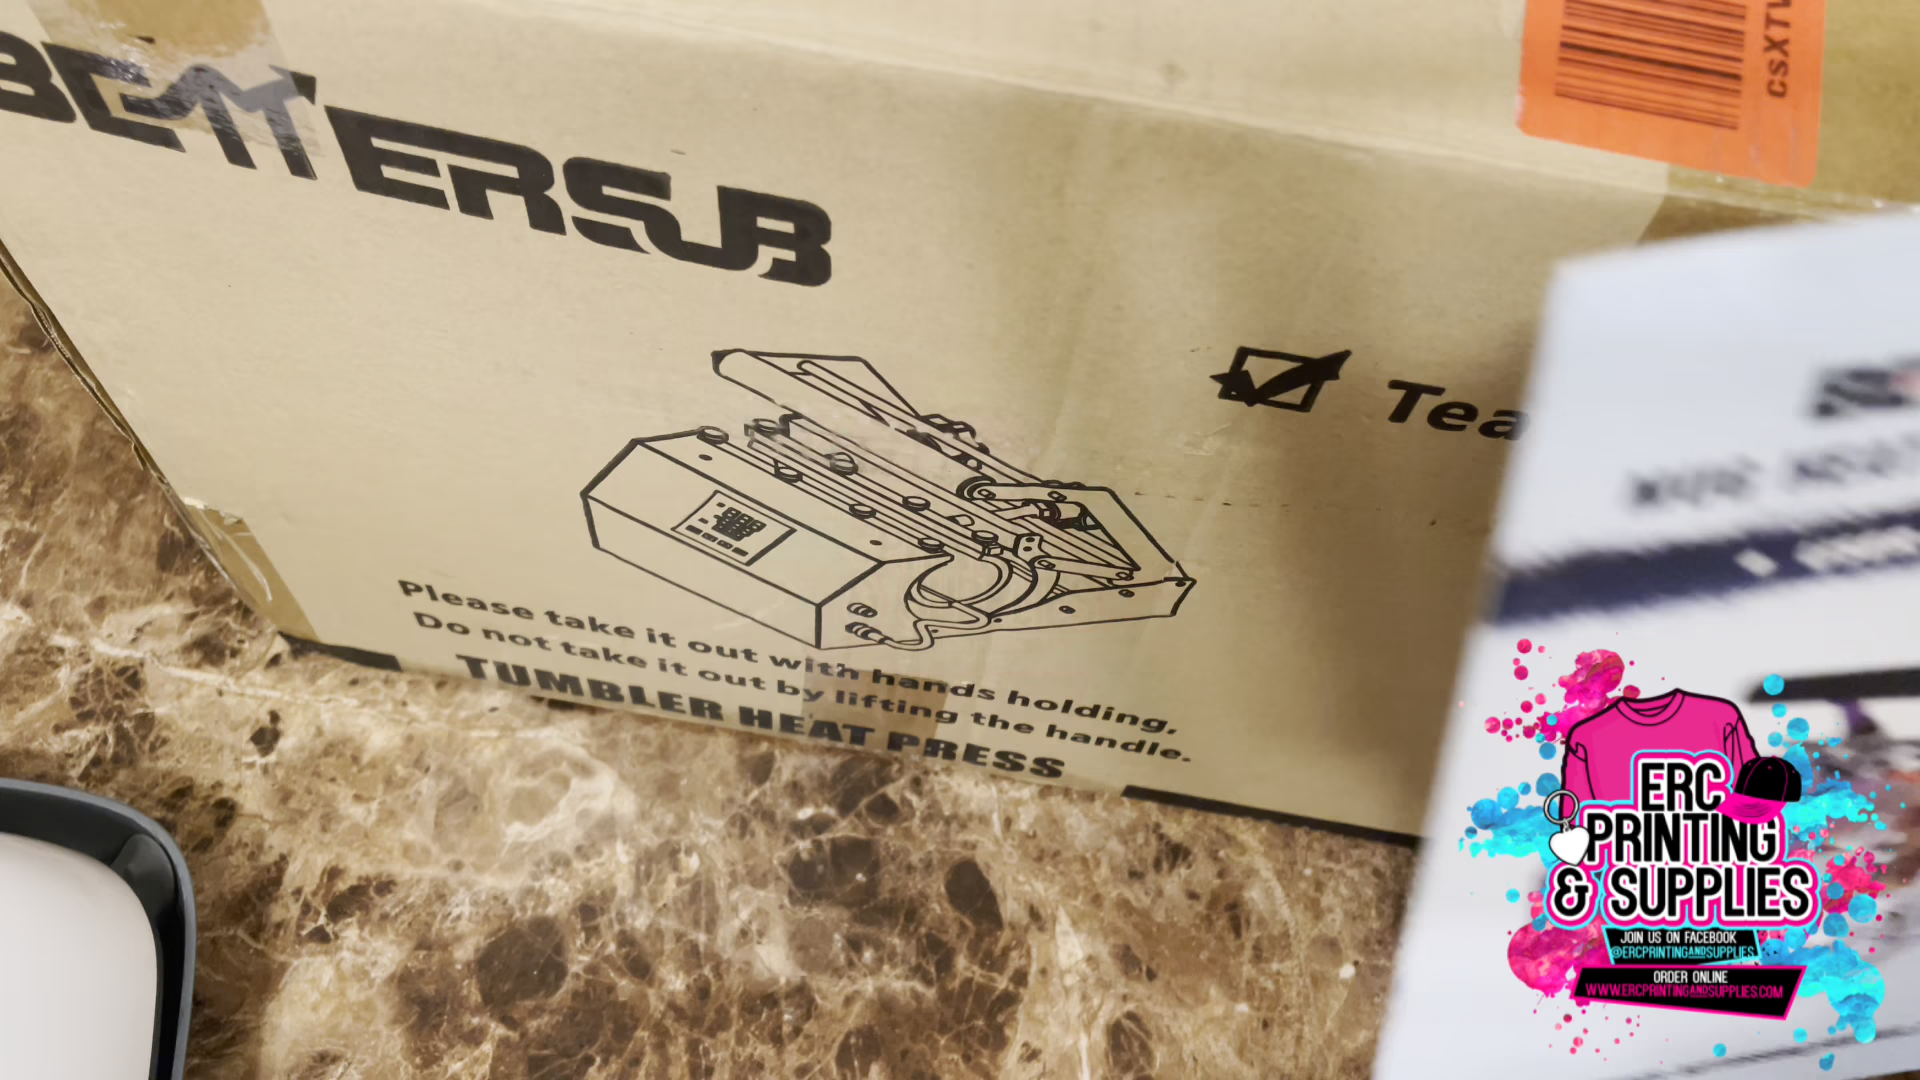 BETTERSUB
CSXTV
Tea
Please take it out with hands holding,
Do not take it out by lifting the handle.
TUMBLER HEAT PRESS
ERC
PRINTING
& SUPPLIES
JOIN US ON FACEBOOK
@ERCPRINTINGANDSUPPLIES
ORDER ONLINE
WWW.ERCPRINTINGANDSUPPLIES.COM